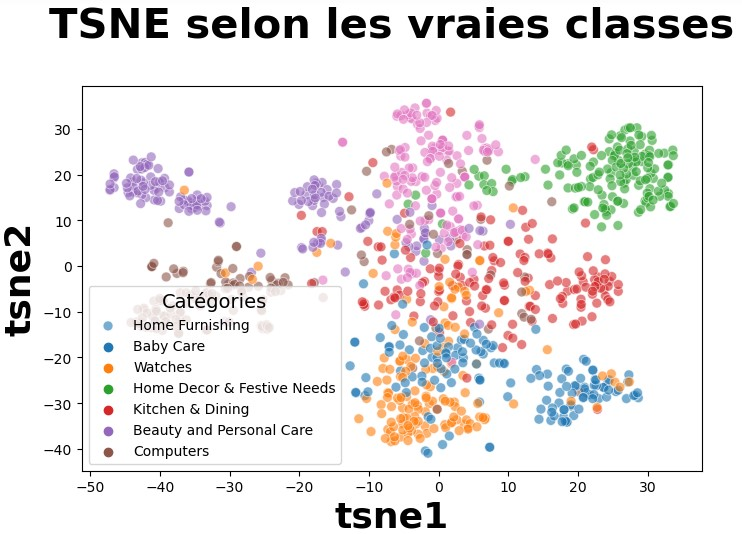 TSNE selon les vraies classes
tsne2
30
20
10
0
−10
−20
−30
−40
Catégories
Home Furnishing
Baby Care
Watches
Home Decor & Festive Needs
Kitchen & Dining
Beauty and Personal Care
Computers
−50
−40
−30
−20
−10
0
10
20
30
tsne1